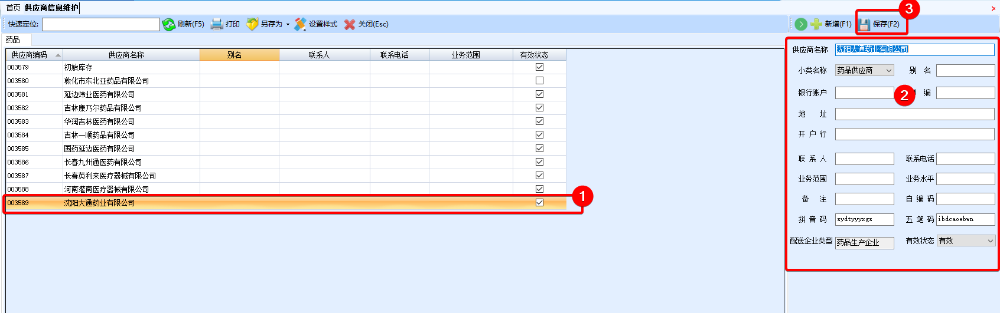 首页 供应商信息维护
快速定位: 刷新(F5) 打印 另存为 设置样式 关闭(Esc) 新增(F1) 保存(F2) 3
药品
供应商编码 供应商名称 别名 联系人 联系电话 业务范围 有效状态
003579 初始库存
003580 敦化市东北亚药品有限公司
003581 延边炜业医药有限公司
003582 吉林康乃尔药品有限公司
003583 华润吉林医药有限公司
003584 吉林一顺药品有限公司
003585 国药延边医药有限公司
003586 长春九州通医药有限公司
003587 长春英利来医疗器械有限公司
003588 河南灌南医疗器械有限公司
003589 沈阳大通药业有限公司
1
供应商名称 沈阳大通药业有限公司
小类名称 药品供应商 别 名
银行账户 2 编
地 址
开 户 行
联 系 人 联系电话
业务范围 业务水平
备 注 自 编 码
拼 音 码 sydtyyyxgs 五 笔 码 ibdcaoebwn
配送企业类型 药品生产企业 有效状态 有效